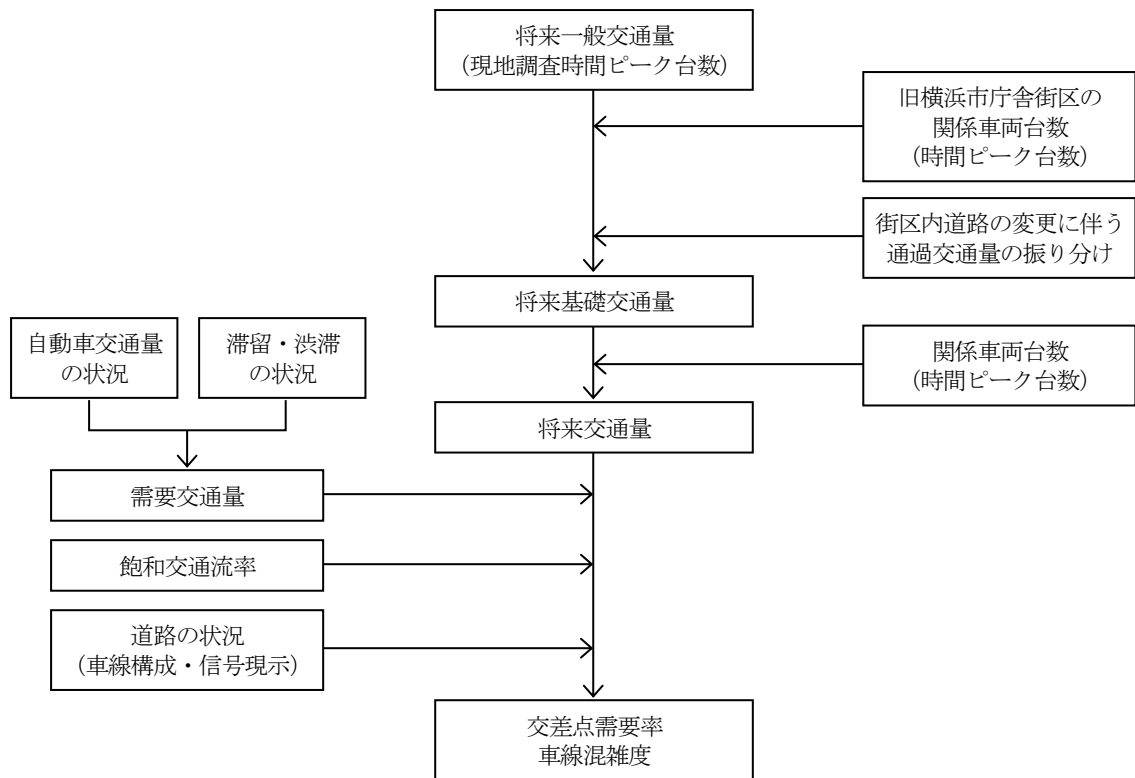 将来一般交通量
（現地調査時間ピーク台数）
旧横浜市庁舎街区の
関係車両台数
（時間ピーク台数）
街区内道路の変更に伴う
通過交通量の振り分け
将来基礎交通量
自動車交通量
の状況
滞留・渋滞
の状況
関係車両台数
（時間ピーク台数）
将来交通量
需要交通量
飽和交通流率
道路の状況
（車線構成・信号現示）
交差点需要率
車線混雑度